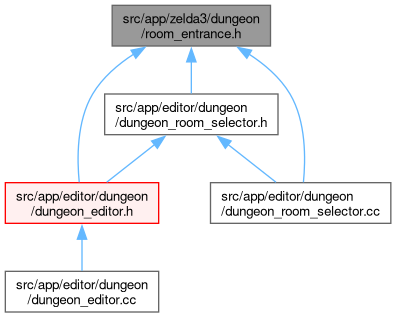 src/app/zelda3/dungeon
/room_entrance.h
src/app/editor/dungeon
/dungeon_room_selector.h
src/app/editor/dungeon
/dungeon_editor.h
src/app/editor/dungeon
/dungeon_room_selector.cc
src/app/editor/dungeon
/dungeon_editor.cc